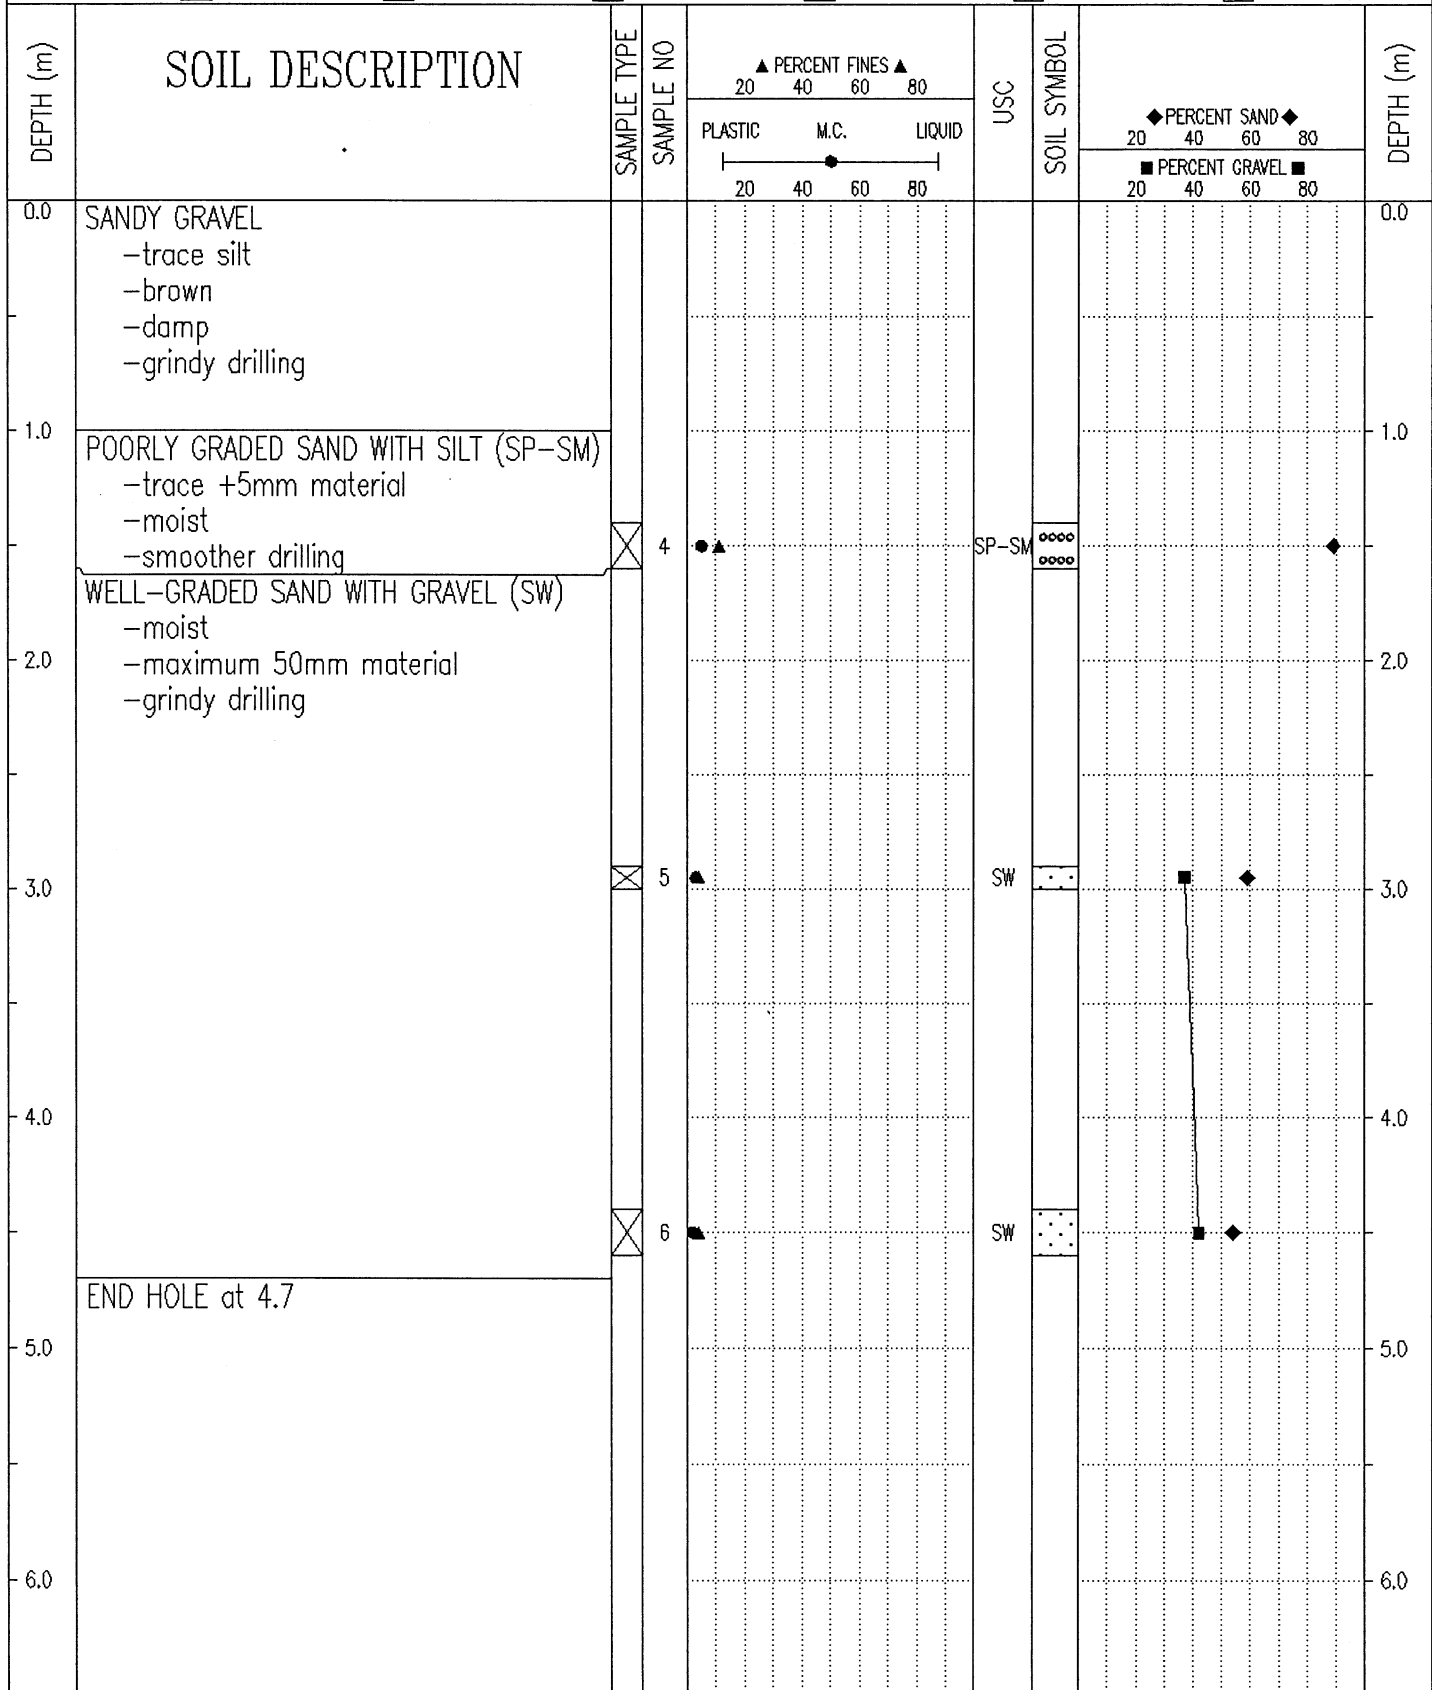 DEPTH (m)
SOIL DESCRIPTION
SAMPLE TYPE
SAMPLE NO
▲ PERCENT FINES ▲
20 40 60 80
PLASTIC M.C. LIQUID
20 40 60 80
USC
SOIL SYMBOL
◆PERCENT SAND◆
20 40 60 80
■ PERCENT GRAVEL ■
20 40 60 80
DEPTH (m)
0.0 0.0
SANDY GRAVEL
-trace silt
-brown
-damp
-grindy drilling
1.0 1.0
POORLY GRADED SAND WITH SILT (SP-SM)
-trace +5mm material
-moist
-smoother drilling
4 SP-SM
WELL-GRADED SAND WITH GRAVEL (SW)
-moist
2.0 -maximum 50mm material 2.0
-grindy drilling
5 SW
3.0 3.0
4.0 4.0
6 SW
END HOLE at 4.7
5.0 5.0
6.0 6.0